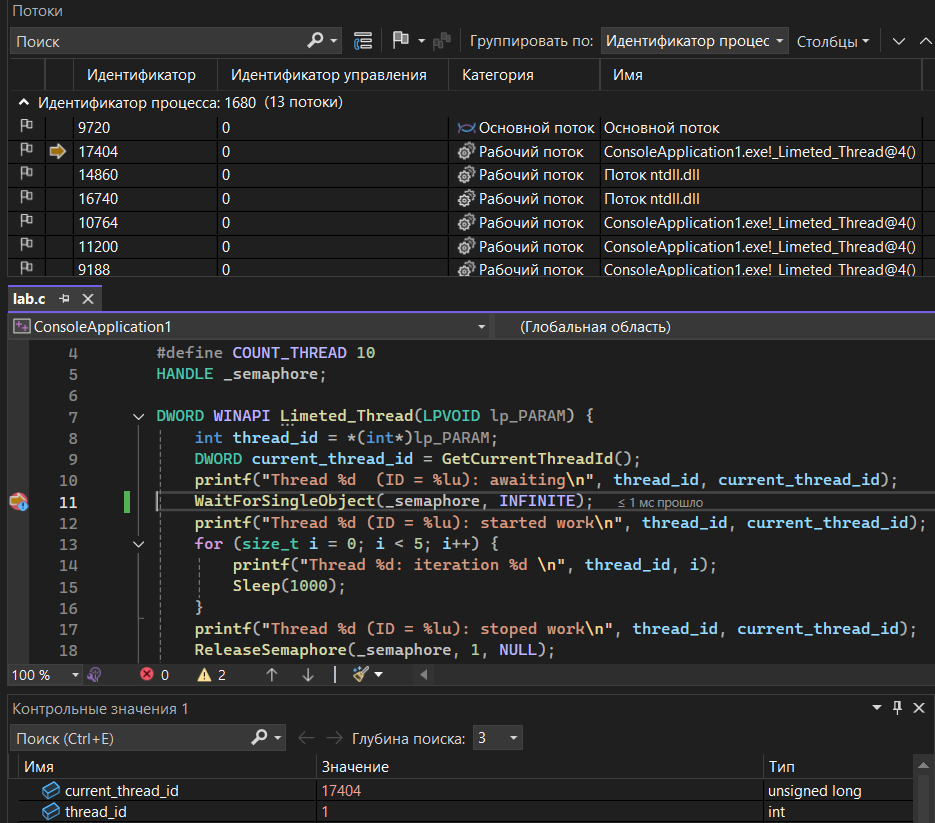 Потоки
Поиск Группировать по: Идентификатор процес Столбцы
Идентификатор Идентификатор управления Категория Имя
Идентификатор процесса: 1680 (13 потоки)
9720 0 Основной поток Основной поток
17404 0 Рабочий поток ConsoleApplication1.exe!_Limeted_Thread@4()
14860 0 Рабочий поток Поток ntdll.dll
16740 0 Рабочий поток Поток ntdll.dll
10764 0 Рабочий поток ConsoleApplication1.exe!_Limeted_Thread@4()
11200 0 Рабочий поток ConsoleApplication1.exe!_Limeted_Thread@4()
9188 0 Рабочий поток ConsoleApplication1.exe!_Limeted_Thread@4()
lab.c
ConsoleApplication1 (Глобальная область)
4 #define COUNT_THREAD 10
5 HANDLE _semaphore;
6
7 DWORD WINAPI Limeted_Thread(LPVOID lp_PARAM) {
8 int thread_id = *(int*)lp_PARAM;
9 DWORD current_thread_id = GetCurrentThreadId();
10 printf("Thread %d  (ID = %lu): awaiting\n", thread_id, current_thread_id);
11 WaitForSingleObject(_semaphore, INFINITE); ≤ 1 мс прошло
12 printf("Thread %d (ID = %lu): started work\n", thread_id, current_thread_id);
13 for (size_t i = 0; i < 5; i++) {
14 printf("Thread %d: iteration %d \n", thread_id, i);
15 Sleep(1000);
16 }
17 printf("Thread %d (ID = %lu): stoped work\n", thread_id, current_thread_id);
18 ReleaseSemaphore(_semaphore, 1, NULL);
100 % 0 2
Контрольные значения 1
Поиск (Ctrl+E) Глубина поиска: 3
Имя Значение Тип
current_thread_id 17404 unsigned long
thread_id 1 int